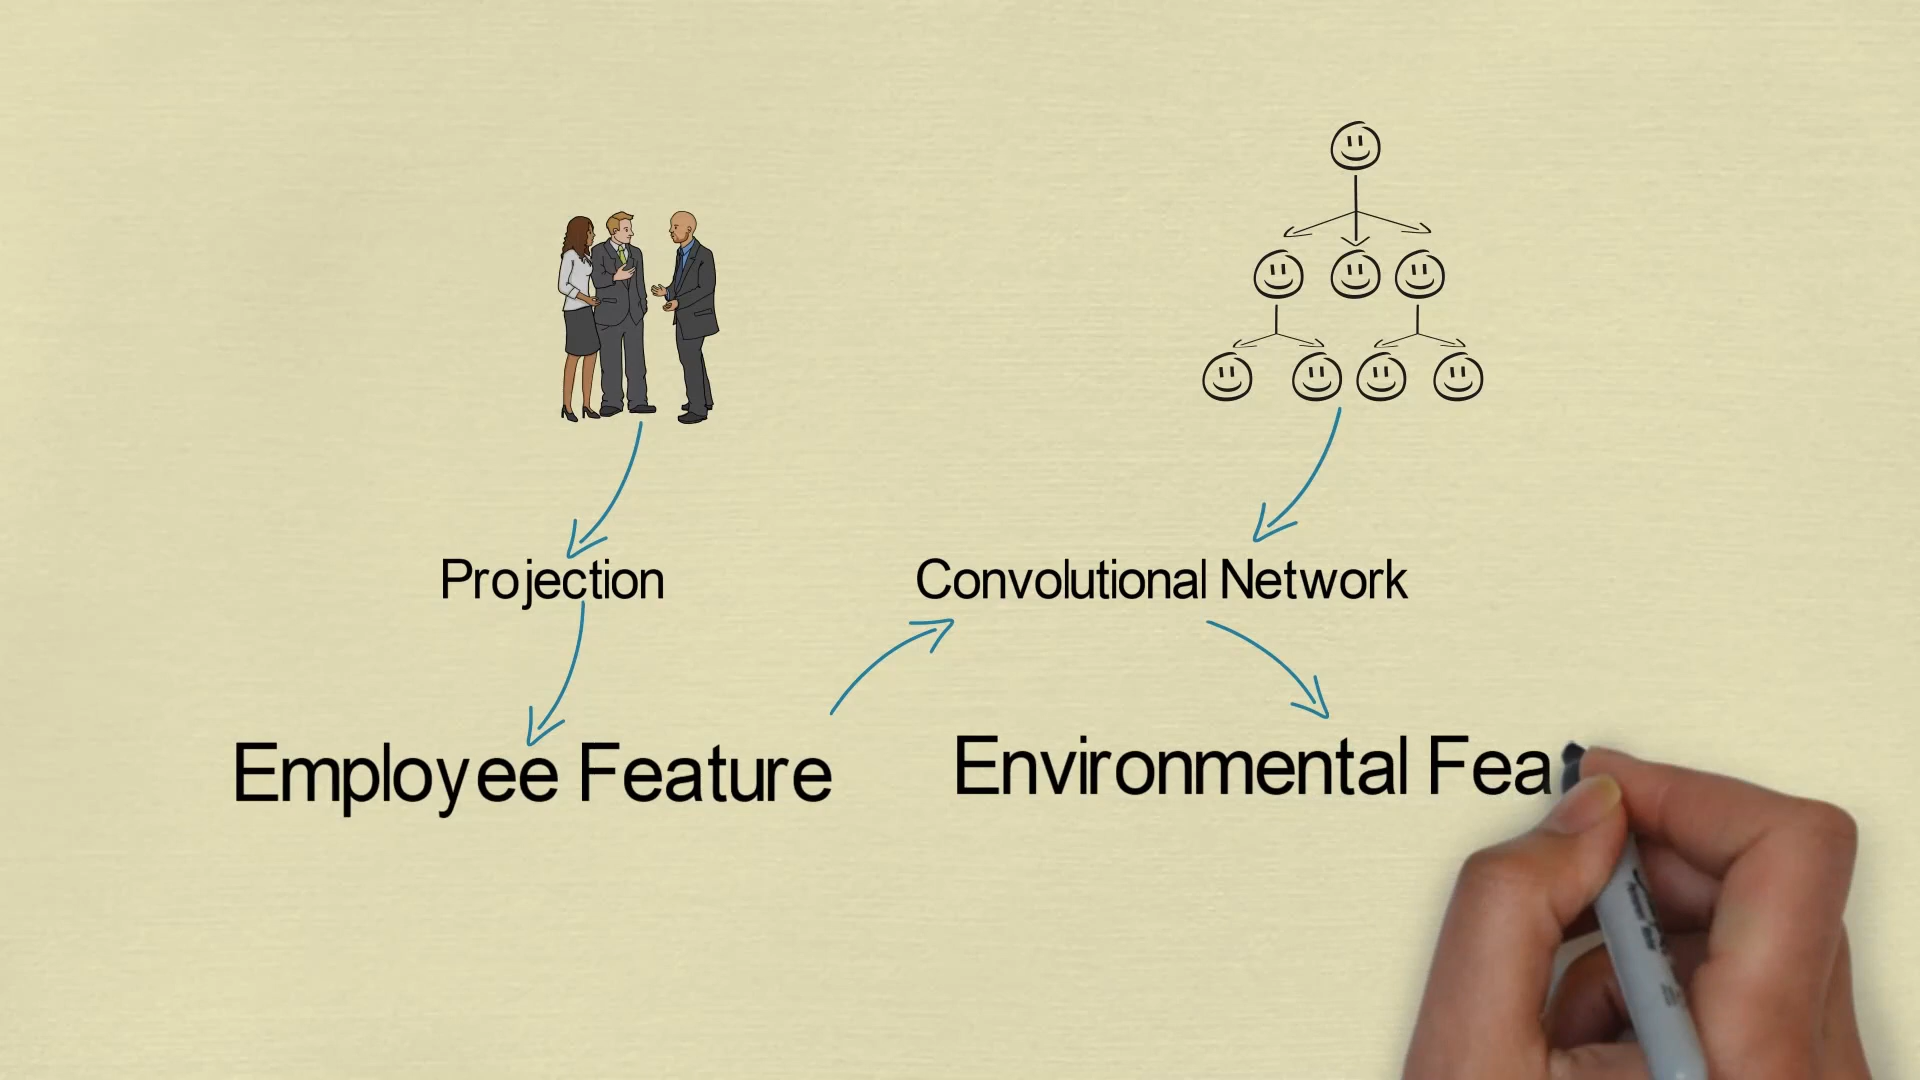 Projection
Convolutional Network
Employee Feature
Environmental Fea